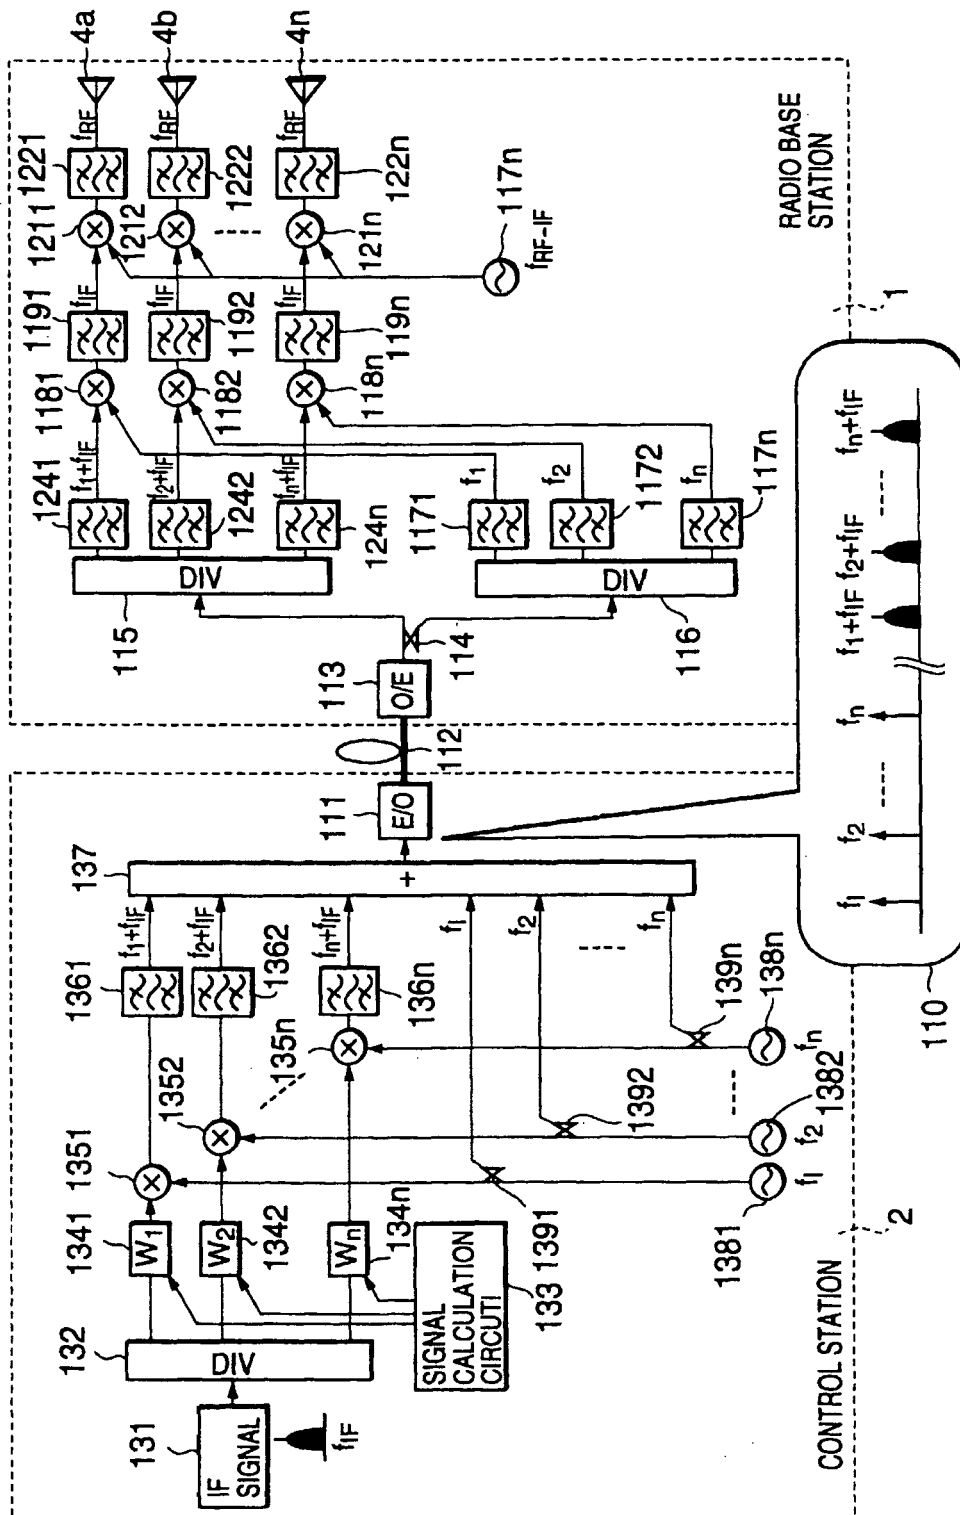 131
IF SIGNAL
fIF
132
DIV
1341
W1
1342
W2
134n
Wn
SIGNAL CALCULATION CIRCUTI
133
1351
1352
135n
1361
f1+fIF
1362
f2+fIF
136n
fn+fIF
137
+
f1
f2
fn
1391
1392
139n
1381
f1
1382
f2
138n
fn
CONTROL STATION
2
111
E/O
112
113
O/E
114
115
DIV
116
DIV
1241
f1+fIF
1242
f2+fIF
124n
fn+fIF
1171
f1
1172
f2
117n
fn
1181
1182
118n
1191
fIF
1192
fIF
119n
fIF
1211
1212
121n
117n
fRF-IF
1221
fRF
1222
fRF
122n
fRF
4a
4b
4n
RADIO BASE STATION
1
110
f1
f2
fn
f1+fIF
f2+fIF
fn+fIF